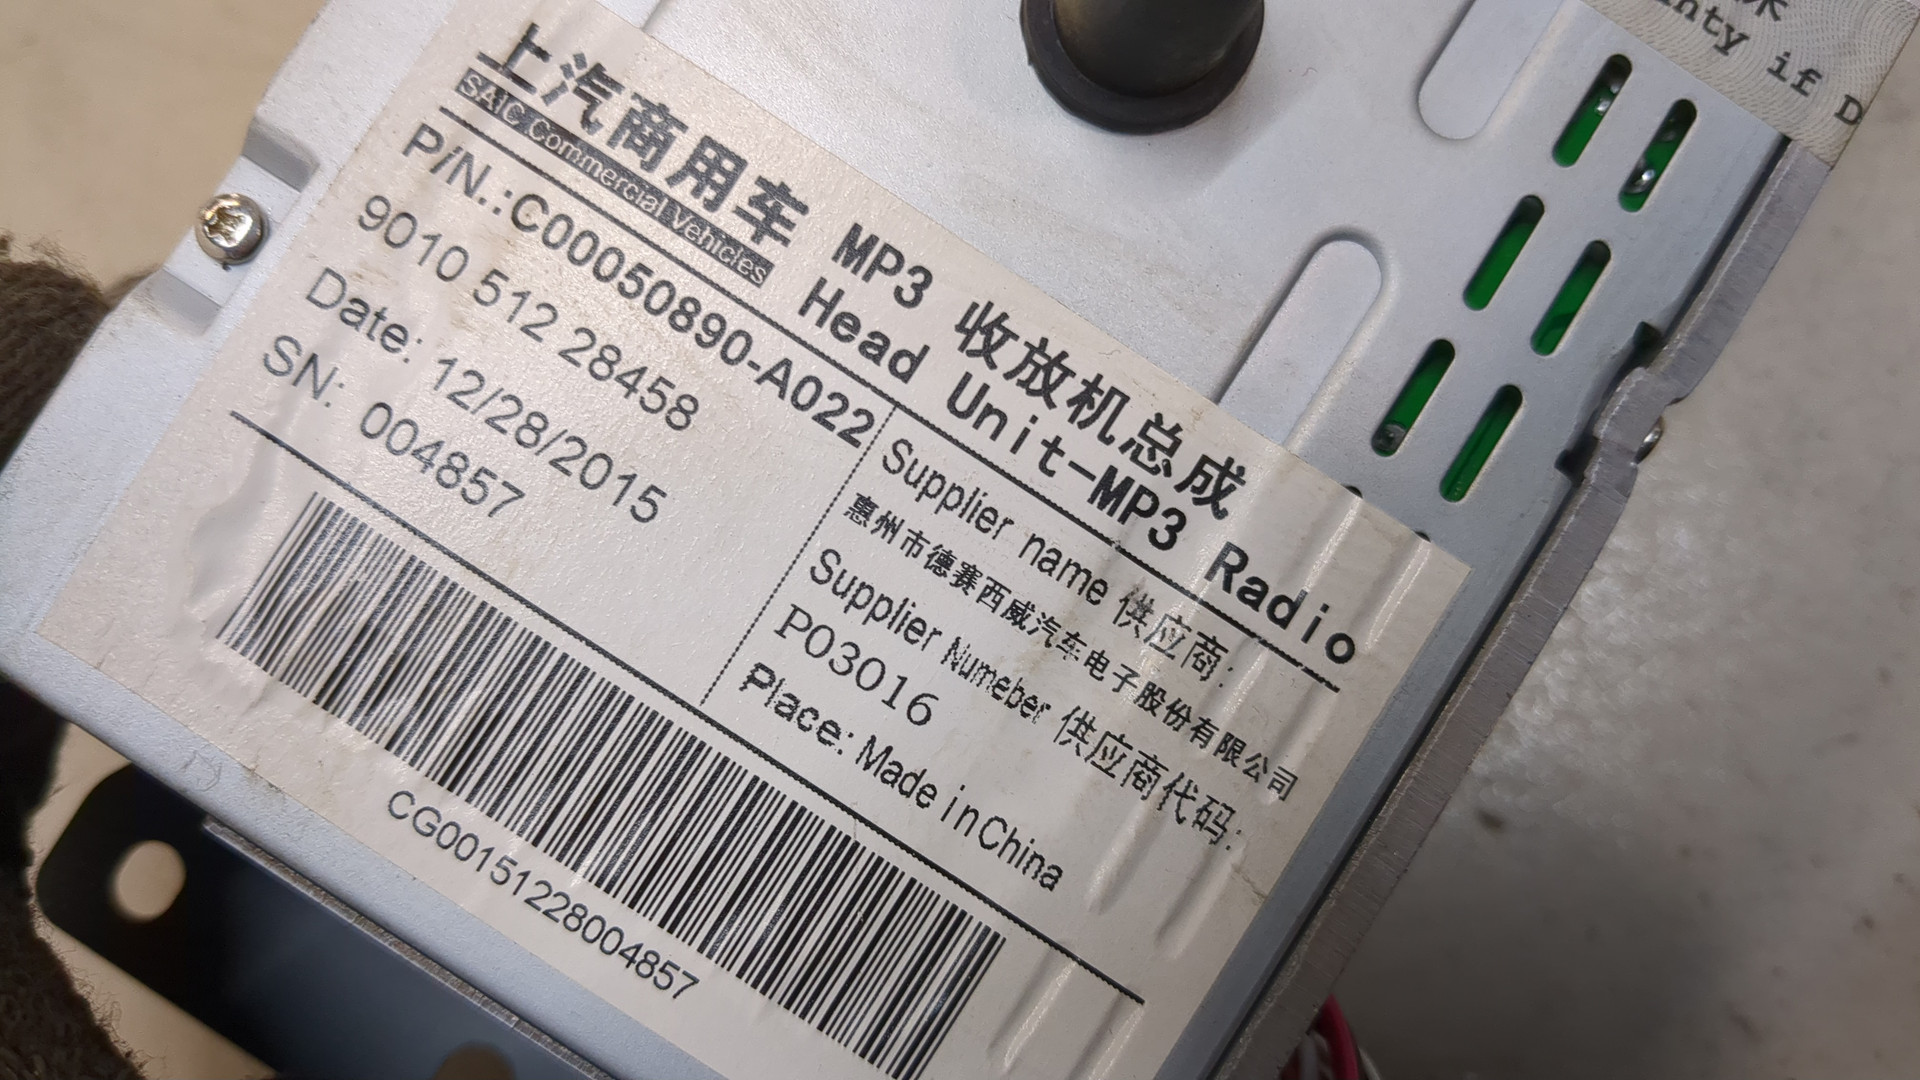 上汽商用车 MP3 收放机总成
SAIC Commercial Vehicles Head Unit-MP3 Radio
P/N.:C00050890-A022
9010 512 28458
Date: 12/28/2015
SN: 004857
Supplier name 供应商:
惠州市德赛西威汽车电子股份有限公司
Supplier Numeber 供应商代码:
P03016
Place: Made in China
CG00151228004857
if D